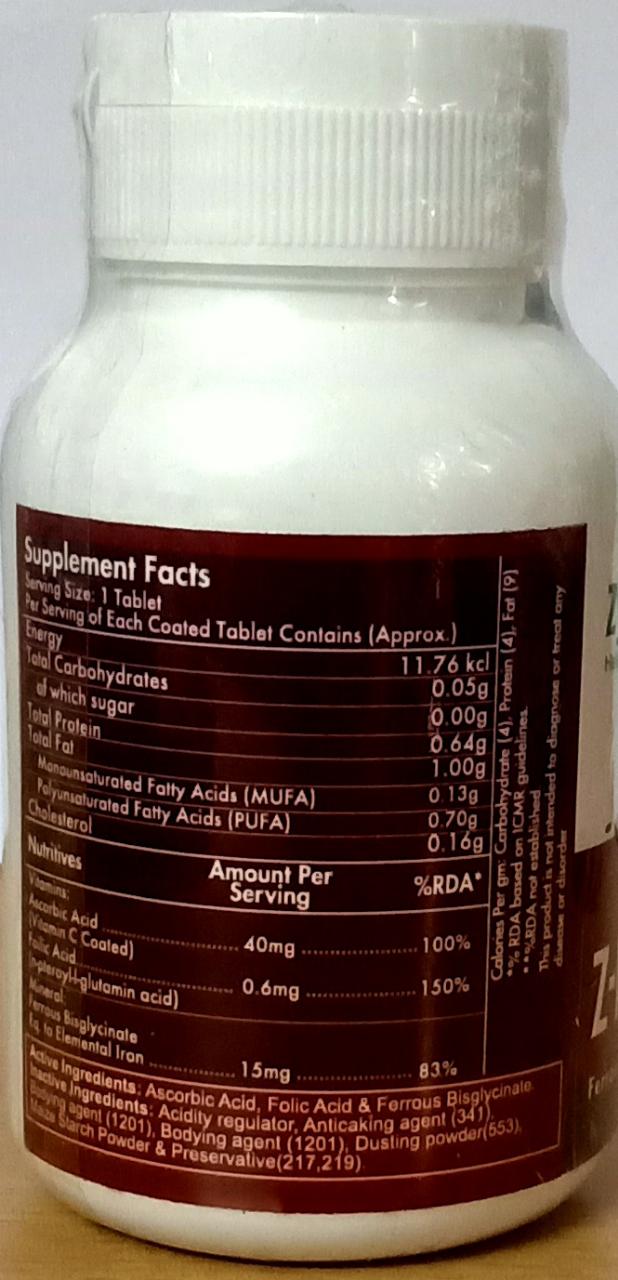 Supplement Facts
Serving Size: 1 Tablet
Per Serving of Each Coated Tablet Contains (Approx.)
Energy 11.76 kcl
Total Carbohydrates 0.05g
of which sugar 0.00g
Total Protein 0.64g
Total Fat 1.00g
Monounsaturated Fatty Acids (MUFA) 0.13g
Polyunsaturated Fatty Acids (PUFA) 0.70g
Cholesterol 0.16g
Nutritives Amount Per Serving %RDA*
Vitamins:
Ascorbic Acid
(Vitamin C Coated) 40mg 100%
Follic Acid
(n-pteroyl-l-glutamin acid) 0.6mg 150%
Mineral
Ferrous Bisglycinate
Eq. to Elemental Iron 15mg 83%
Active Ingredients: Ascorbic Acid, Folic Acid & Ferrous Bisglycinate.
Inactive Ingredients: Acidity regulator, Anticaking agent (341),
Bodying agent (1201), Bodying agent (1201), Dusting powder(553),
Maize Starch Powder & Preservative(217,219).
Calories Per gm: Carbohydrate (4), Protein (4), Fat (9)
*% RDA based on ICMR guidelines.
**%RDA not established
This product is not intended to diagnose or treat any
disease or disorder
Z-